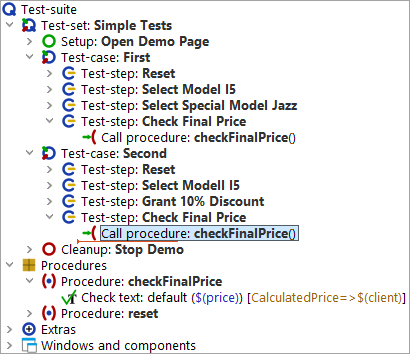 Test-suite
Test-set: Simple Tests
Setup: Open Demo Page
Test-case: First
Test-step: Reset
Test-step: Select Model I5
Test-step: Select Special Model Jazz
Test-step: Check Final Price
Call procedure: checkFinalPrice()
Test-case: Second
Test-step: Reset
Test-step: Select Modell I5
Test-step: Grant 10% Discount
Test-step: Check Final Price
Call procedure: checkFinalPrice()
Cleanup: Stop Demo
Procedures
Procedure: checkFinalPrice
Check text: default ($(price)) [CalculatedPrice=>$(client)]
Procedure: reset
Extras
Windows and components